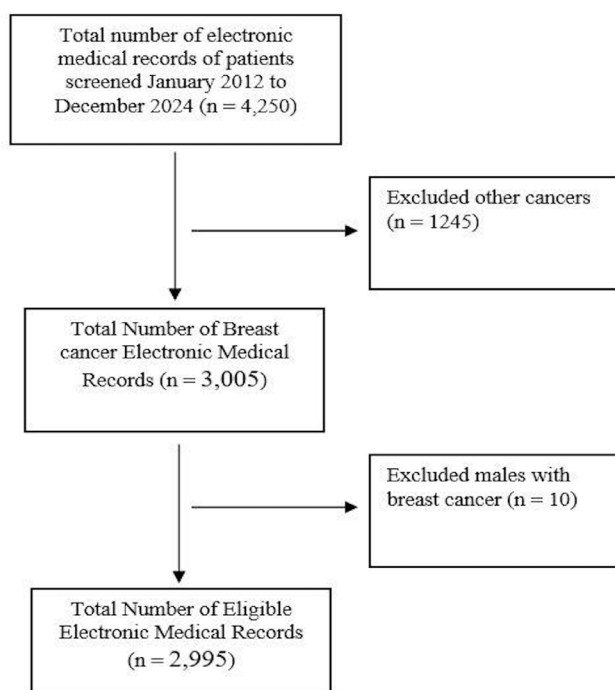 Total number of electronic
medical records of patients
screened January 2012 to
December 2024 (n = 4,250)
Excluded other cancers
(n = 1245)
Total Number of Breast
cancer Electronic Medical
Records (n = 3,005)
Excluded males with
breast cancer (n = 10)
Total Number of Eligible
Electronic Medical Records
(n = 2,995)